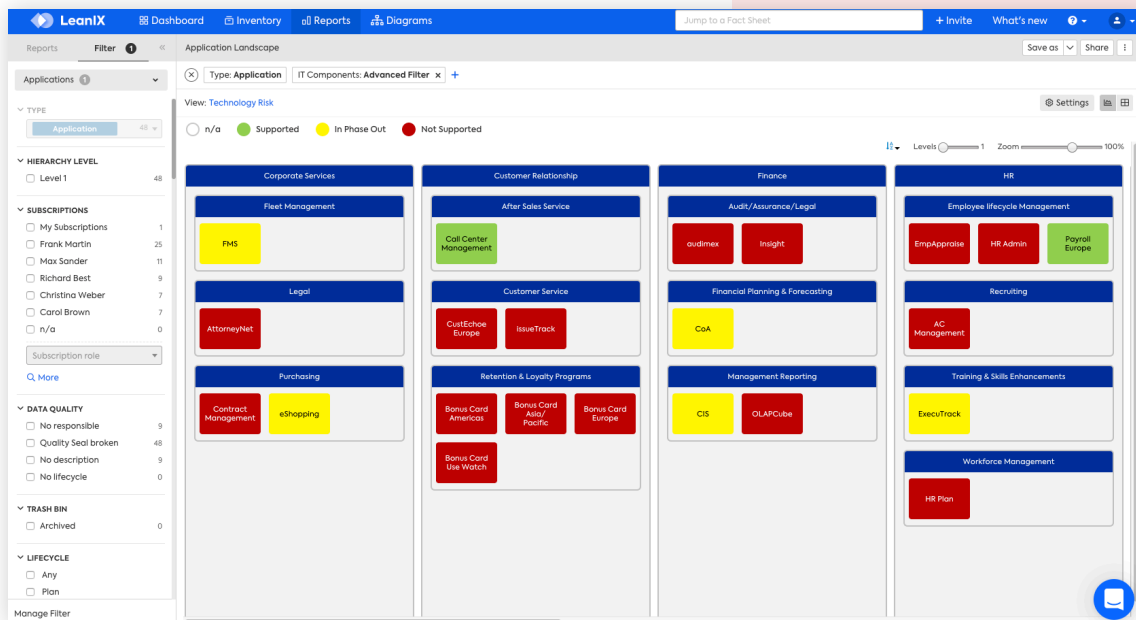 LeanIX
Dashboard
Inventory
Reports
Diagrams
Jump to a Fact Sheet
+ Invite
What's new
?
Reports
Filter 1
«
Application Landscape
Save as
Share
Applications 1
Type: Application
IT Components: Advanced Filter ×
+
View: Technology Risk
Settings
n/a
Supported
In Phase Out
Not Supported
Levels 1
Zoom 100%
TYPE
Application 48
HIERARCHY LEVEL
Level 1 48
SUBSCRIPTIONS
My Subscriptions 1
Frank Martin 25
Max Sander 11
Richard Best 9
Christina Weber 7
Carol Brown 7
n/a 0
Subscription role
More
DATA QUALITY
No responsible 9
Quality Seal broken 48
No description 9
No lifecycle 0
TRASH BIN
Archived 0
LIFECYCLE
Any
Plan
Manage Filter
Corporate Services
Fleet Management
FMS
Legal
AttorneyNet
Purchasing
Contract
Management
eShopping
Customer Relationship
After Sales Service
Call Center
Management
Customer Service
CustEchoe
Europe
issueTrack
Retention & Loyalty Programs
Bonus Card
Americas
Bonus Card
Asia/
Pacific
Bonus Card
Europe
Bonus Card
Use Watch
Finance
Audit/Assurance/Legal
audimex
Insight
Financial Planning & Forecasting
CoA
Management Reporting
CIS
OLAPCube
HR
Employee lifecycle Management
EmpAppraise
HR Admin
Payroll
Europe
Recruiting
AC
Management
Training & Skills Enhancements
ExecuTrack
Workforce Management
HR Plan